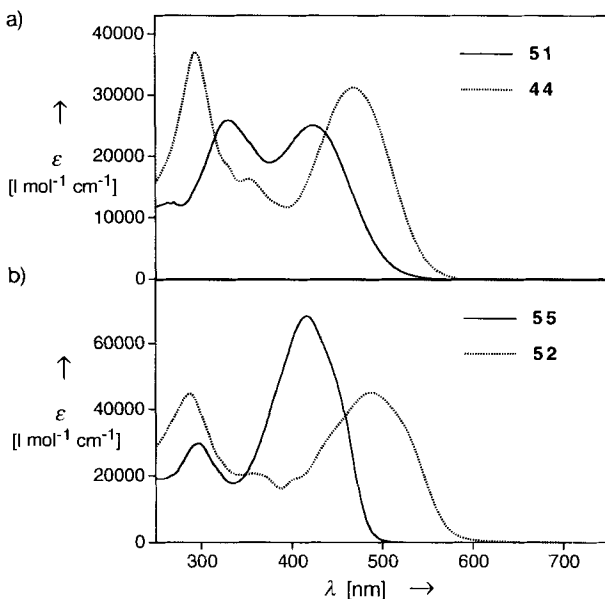 a)
40000
30000
20000
10000
0
↑
ε
[l mol-1 cm-1]
51
44
b)
60000
40000
20000
0
↑
ε
[l mol-1 cm-1]
55
52
300 400 500 600 700
λ [nm] →